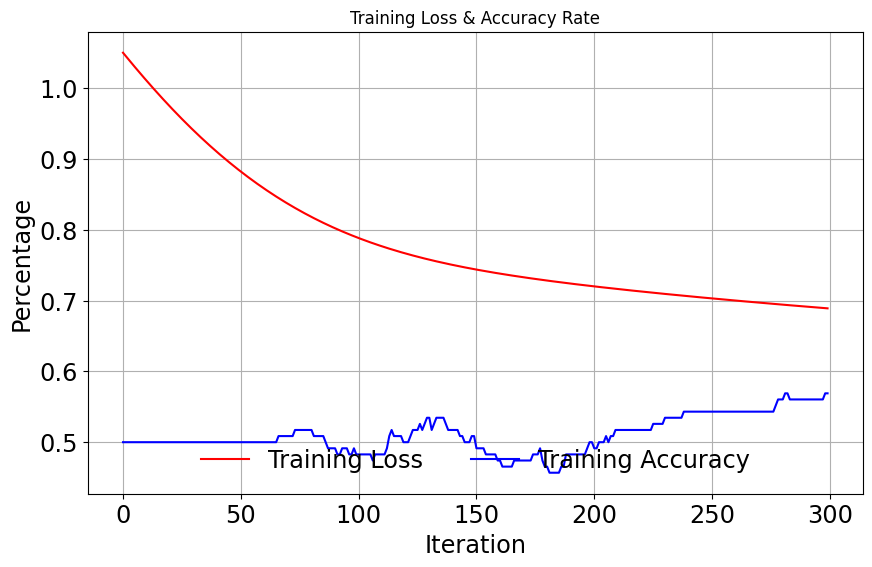 Training Loss & Accuracy Rate
Percentage
1.0
0.9
0.8
0.7
0.6
0.5
Training Loss Training Accuracy
0 50 100 150 200 250 300
Iteration